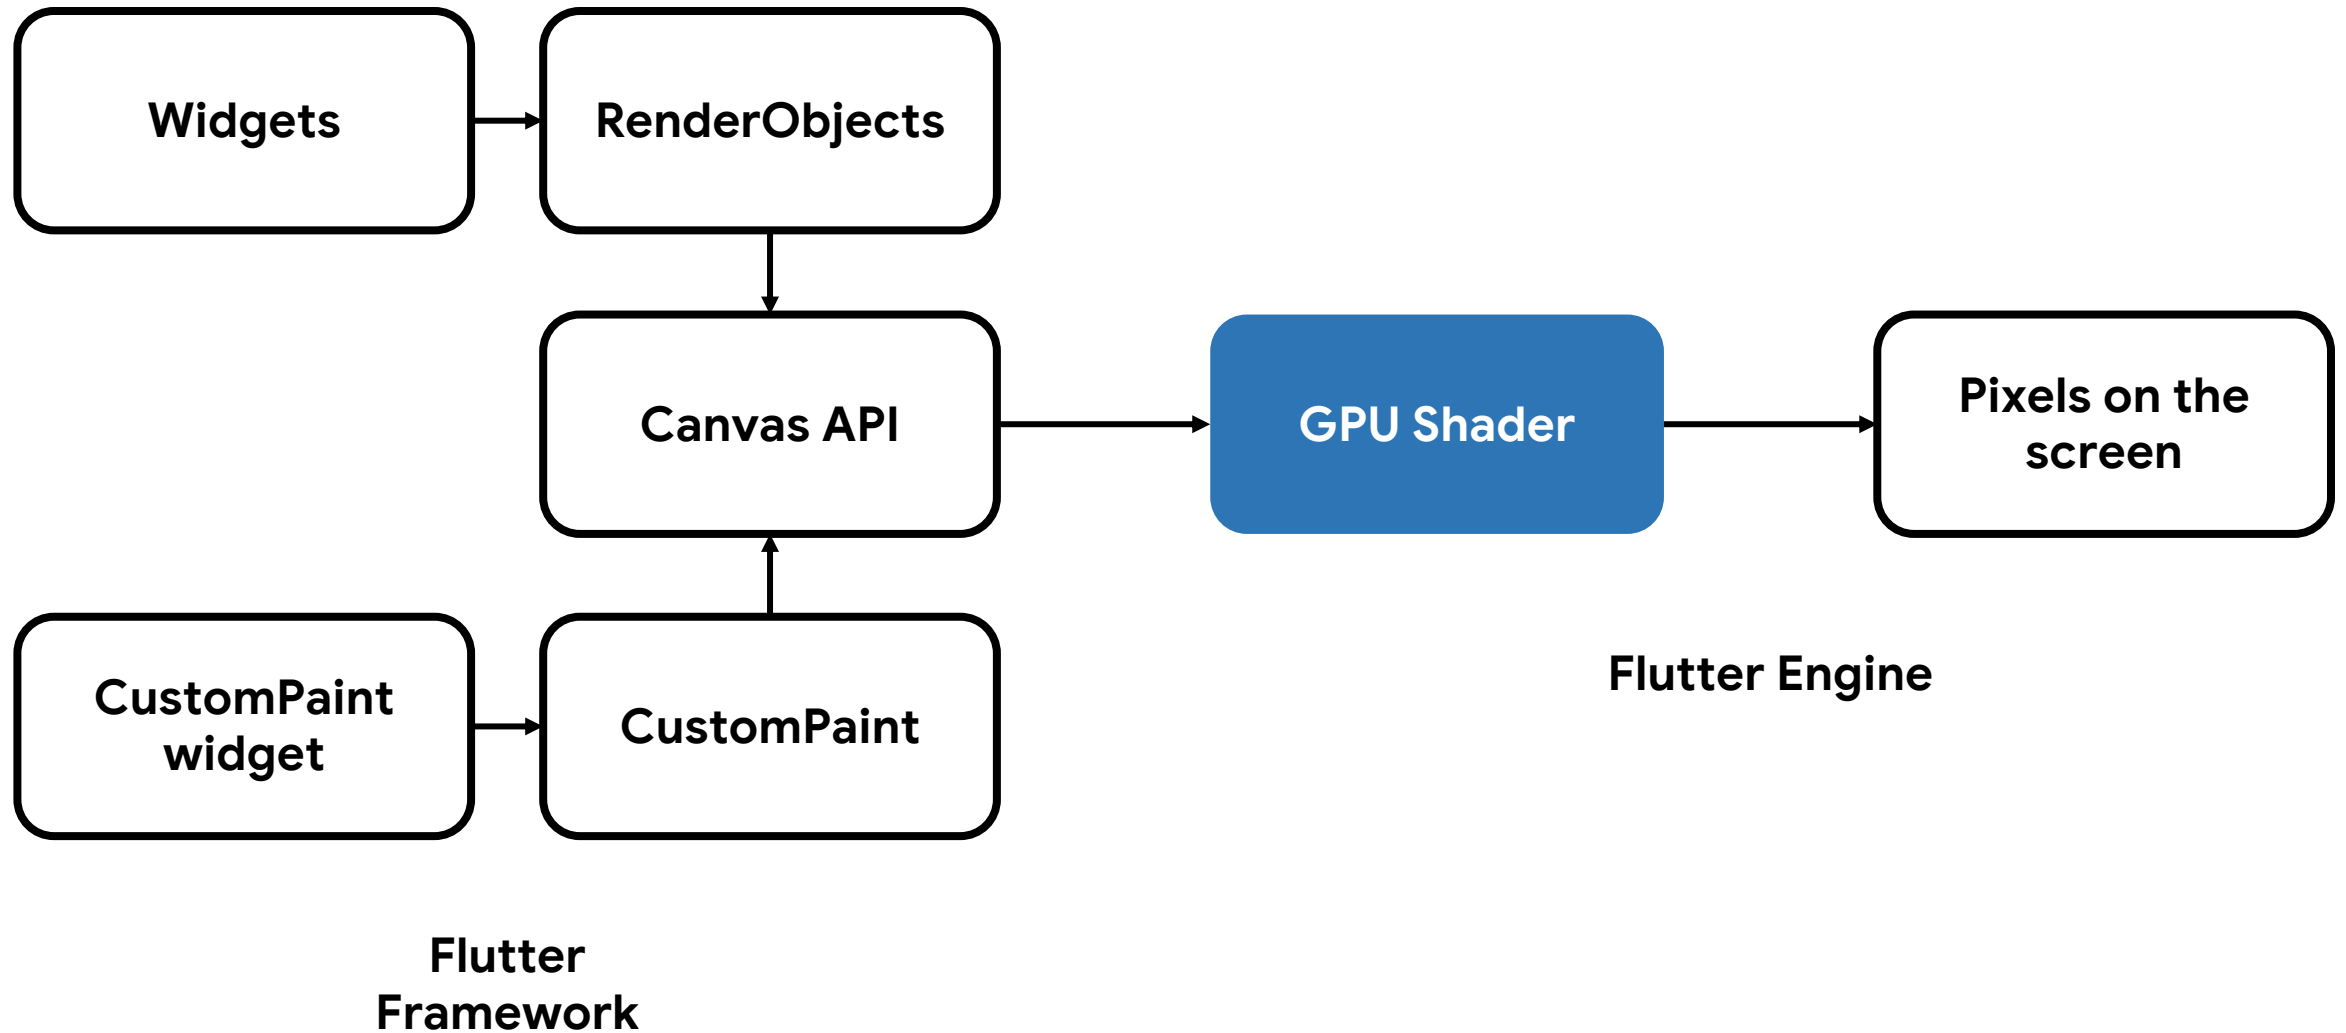 Widgets
RenderObjects
Canvas API
GPU Shader
Pixels on the
screen
CustomPaint
widget
CustomPaint
Flutter Engine
Flutter
Framework